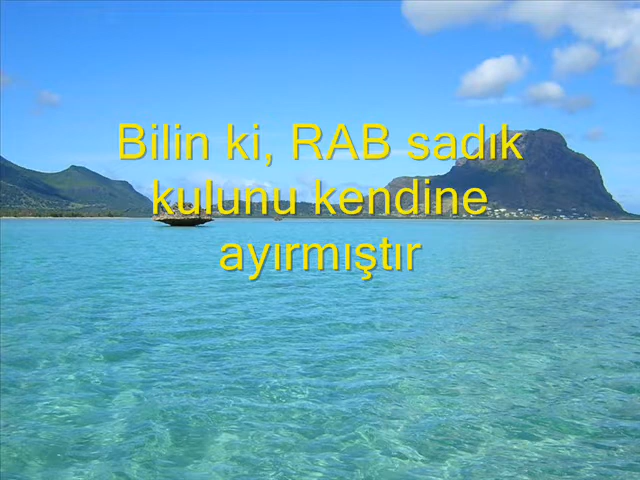 Bilin ki, RAB sadık
kulunu kendine
ayırmıştır